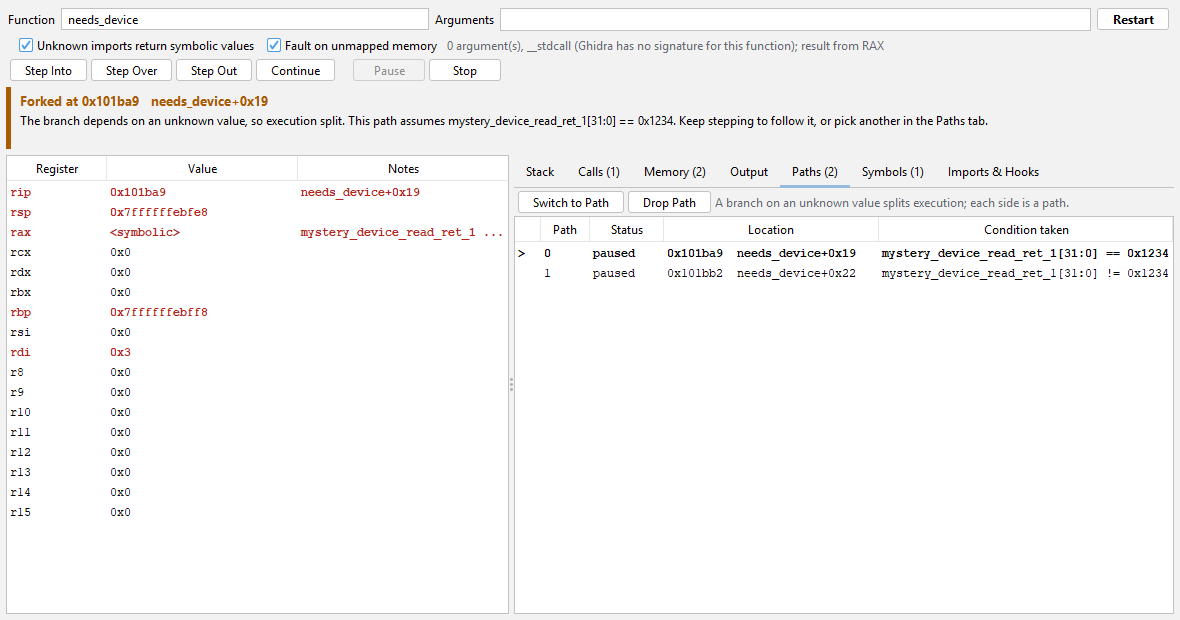 Function needs_device Arguments Restart
Unknown imports return symbolic values Fault on unmapped memory 0 argument(s), __stdcall (Ghidra has no signature for this function); result from RAX
Step Into Step Over Step Out Continue Pause Stop
Forked at 0x101ba9 needs_device+0x19
The branch depends on an unknown value, so execution split. This path assumes mystery_device_read_ret_1[31:0] == 0x1234. Keep stepping to follow it, or pick another in the Paths tab.
Register Value Notes
rip 0x101ba9 needs_device+0x19
rsp 0x7ffffffebfe8
rax <symbolic> mystery_device_read_ret_1 ...
rcx 0x0
rdx 0x0
rbx 0x0
rbp 0x7ffffffebff8
rsi 0x0
rdi 0x3
r8 0x0
r9 0x0
r10 0x0
r11 0x0
r12 0x0
r13 0x0
r14 0x0
r15 0x0
Stack Calls (1) Memory (2) Output Paths (2) Symbols (1) Imports & Hooks
Switch to Path Drop Path A branch on an unknown value splits execution; each side is a path.
Path Status Location Condition taken
> 0 paused 0x101ba9 needs_device+0x19 mystery_device_read_ret_1[31:0] == 0x1234
1 paused 0x101bb2 needs_device+0x22 mystery_device_read_ret_1[31:0] != 0x1234